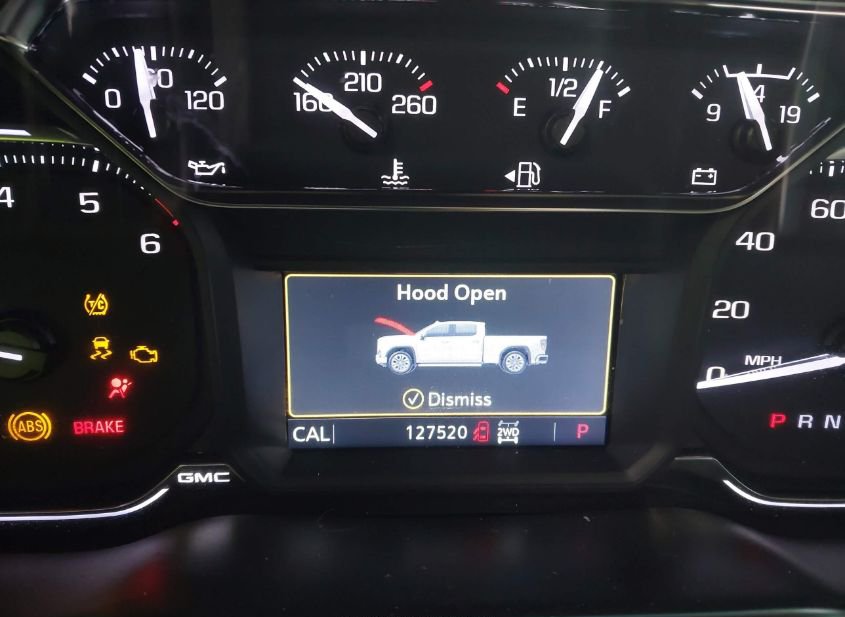 0 80 120
160 210 260
E 1/2 F
9 14 19
4 5 6
60
40
20
0
MPH
T/C
ABS
BRAKE
Hood Open
Dismiss
CAL 127520 2WD P
P R N
GMC